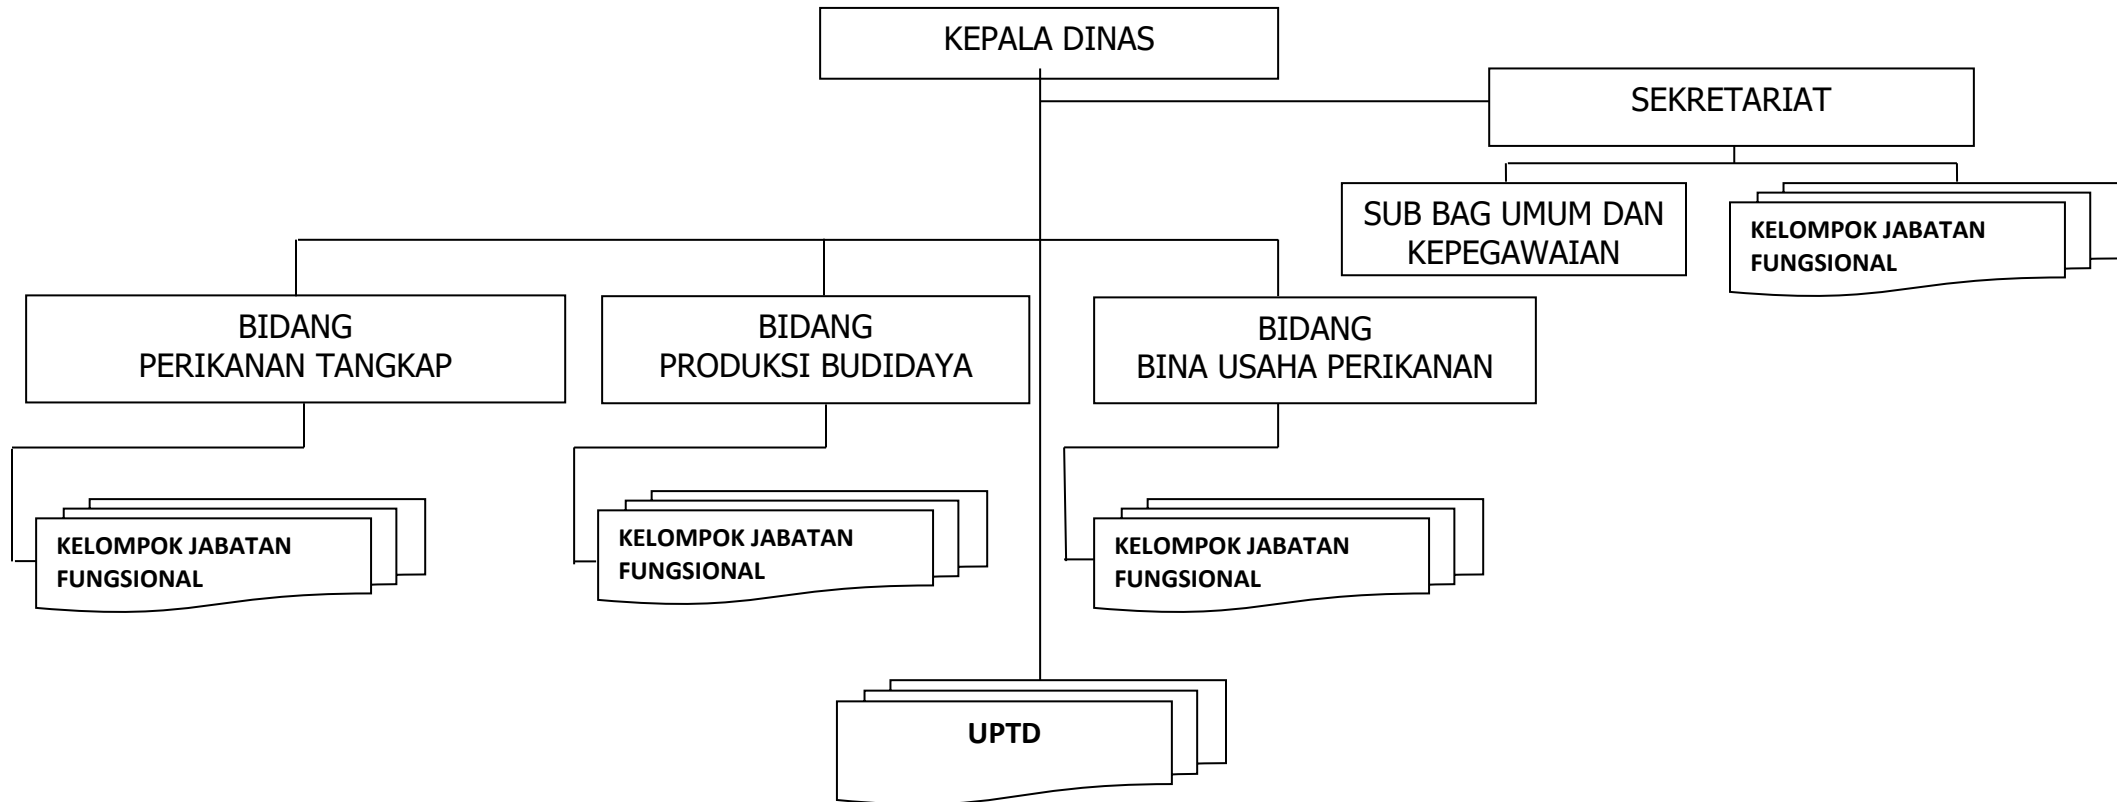 KEPALA DINAS
SEKRETARIAT
SUB BAG UMUM DAN
KEPEGAWAIAN
KELOMPOK JABATAN
FUNGSIONAL
BIDANG
PERIKANAN TANGKAP
BIDANG
PRODUKSI BUDIDAYA
BIDANG
BINA USAHA PERIKANAN
KELOMPOK JABATAN
FUNGSIONAL
KELOMPOK JABATAN
FUNGSIONAL
KELOMPOK JABATAN
FUNGSIONAL
UPTD